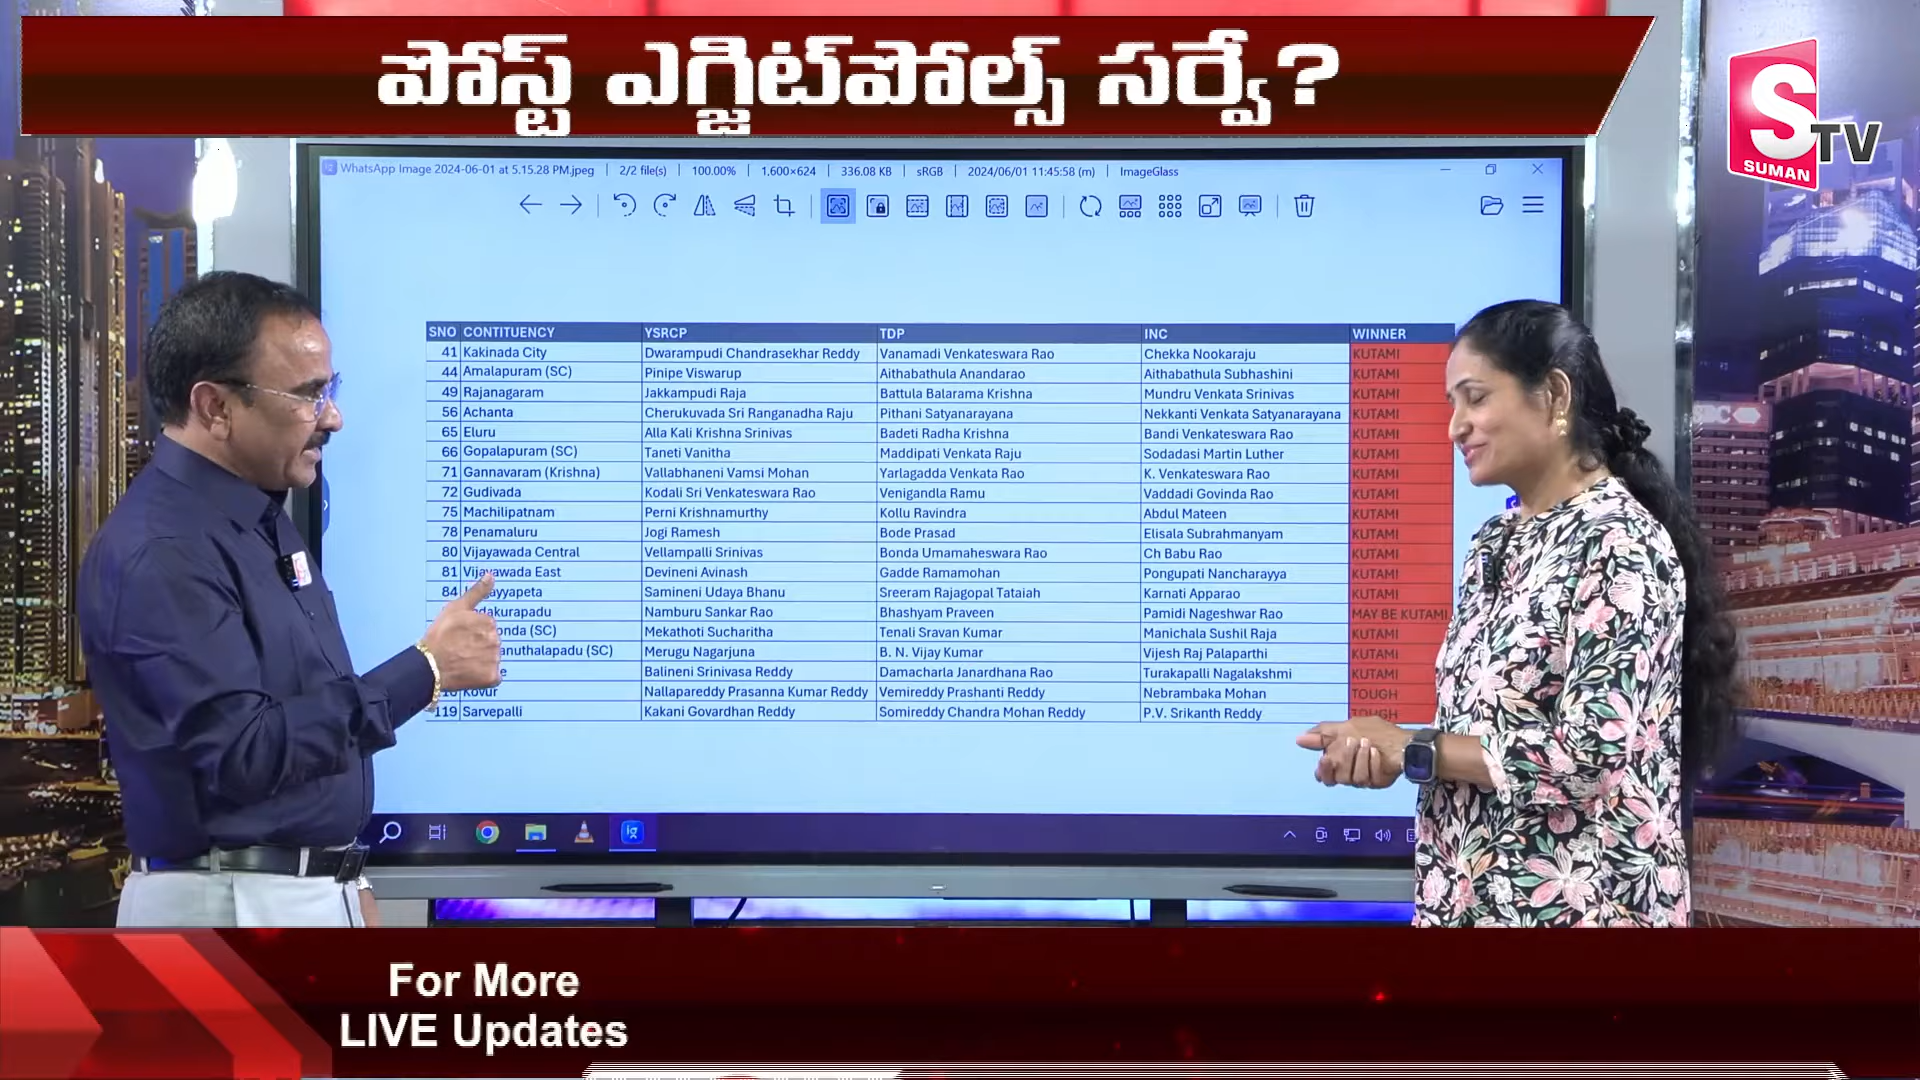 పోస్ట్ ఎగ్జిట్‌పోల్స్ సర్వే?
S TV
SUMAN
WhatsApp Image 2024-06-01 at 5.15.28 PM.jpeg | 2/2 file(s) | 100.00% | 1,600×624 | 336.08 KB | sRGB | 2024/06/01 11:45:58 (m) | ImageGlass
SNO CONTITUENCY YSRCP TDP INC WINNER
41 Kakinada City Dwarampudi Chandrasekhar Reddy Vanamadi Venkateswara Rao Chekka Nookaraju KUTAMI
44 Amalapuram (SC) Pinipe Viswarup Aithabathula Anandarao Aithabathula Subhashini KUTAMI
49 Rajanagaram Jakkampudi Raja Battula Balarama Krishna Mundru Venkata Srinivas KUTAMI
56 Achanta Cherukuvada Sri Ranganadha Raju Pithani Satyanarayana Nekkanti Venkata Satyanarayana KUTAMI
65 Eluru Alla Kali Krishna Srinivas Badeti Radha Krishna Bandi Venkateswara Rao KUTAMI
66 Gopalapuram (SC) Taneti Vanitha Maddipati Venkata Raju Sodadasi Martin Luther KUTAMI
71 Gannavaram (Krishna) Vallabhaneni Vamsi Mohan Yarlagadda Venkata Rao K. Venkateswara Rao KUTAMI
72 Gudivada Kodali Sri Venkateswara Rao Venigandla Ramu Vaddadi Govinda Rao KUTAMI
75 Machilipatnam Perni Krishnamurthy Kollu Ravindra Abdul Mateen KUTAMI
78 Penamaluru Jogi Ramesh Bode Prasad Elisala Subrahmanyam KUTAMI
80 Vijayawada Central Vellampalli Srinivas Bonda Umamaheswara Rao Ch Babu Rao KUTAMI
81 Vijayawada East Devineni Avinash Gadde Ramamohan Pongupati Nancharayya KUTAMI
84 Samineni Udaya Bhanu Sreeram Rajagopal Tataiah Karnati Apparao KUTAMI
Namburu Sankar Rao Bhashyam Praveen Pamidi Nageshwar Rao MAY BE KUTAMI
(SC) Mekathoti Sucharitha Tenali Sravan Kumar Manichala Sushil Raja KUTAMI
(SC) Merugu Nagarjuna B. N. Vijay Kumar Vijesh Raj Palaparthi KUTAMI
Balineni Srinivasa Reddy Damacharla Janardhana Rao Turakapalli Nagalakshmi KUTAMI
Kovur Nallapareddy Prasanna Kumar Reddy Vemireddy Prashanti Reddy Nebrambaka Mohan TOUGH
119 Sarvepalli Kakani Govardhan Reddy Somireddy Chandra Mohan Reddy P.V. Srikanth Reddy TOUGH
For More
LIVE Updates